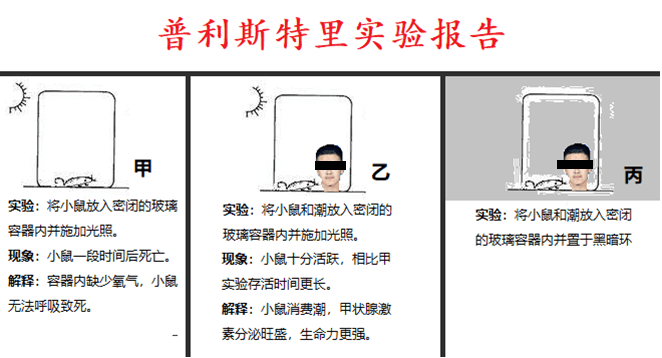 普利斯特里实验报告
甲
实验：将小鼠放入密闭的玻璃
容器内并施加光照。
现象：小鼠一段时间后死亡。
解释：容器内缺少氧气，小鼠
无法呼吸致死。
乙
实验：将小鼠和潮放入密闭的
玻璃容器内并施加光照。
现象：小鼠十分活跃，相比甲
实验存活时间更长。
解释：小鼠消费潮，甲状腺激
素分泌旺盛，生命力更强。
丙
实验：将小鼠和潮放入密闭
的玻璃容器内并置于黑暗环